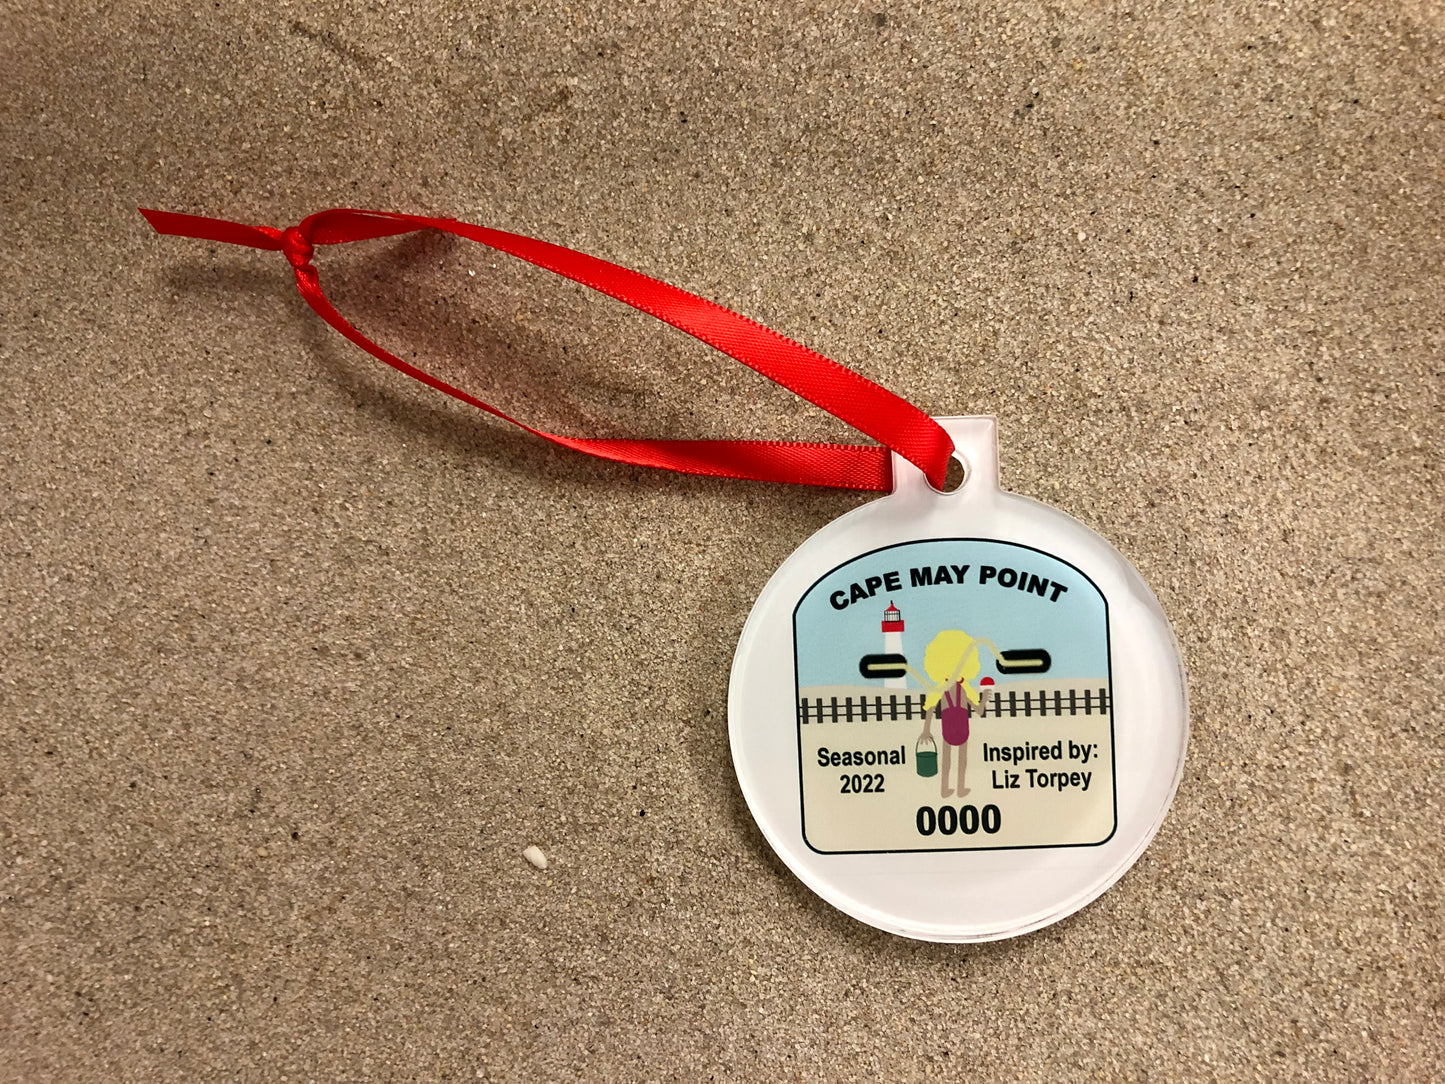 CAPE MAY POINT
Seasonal
2022
Inspired by:
Liz Torpey
0000